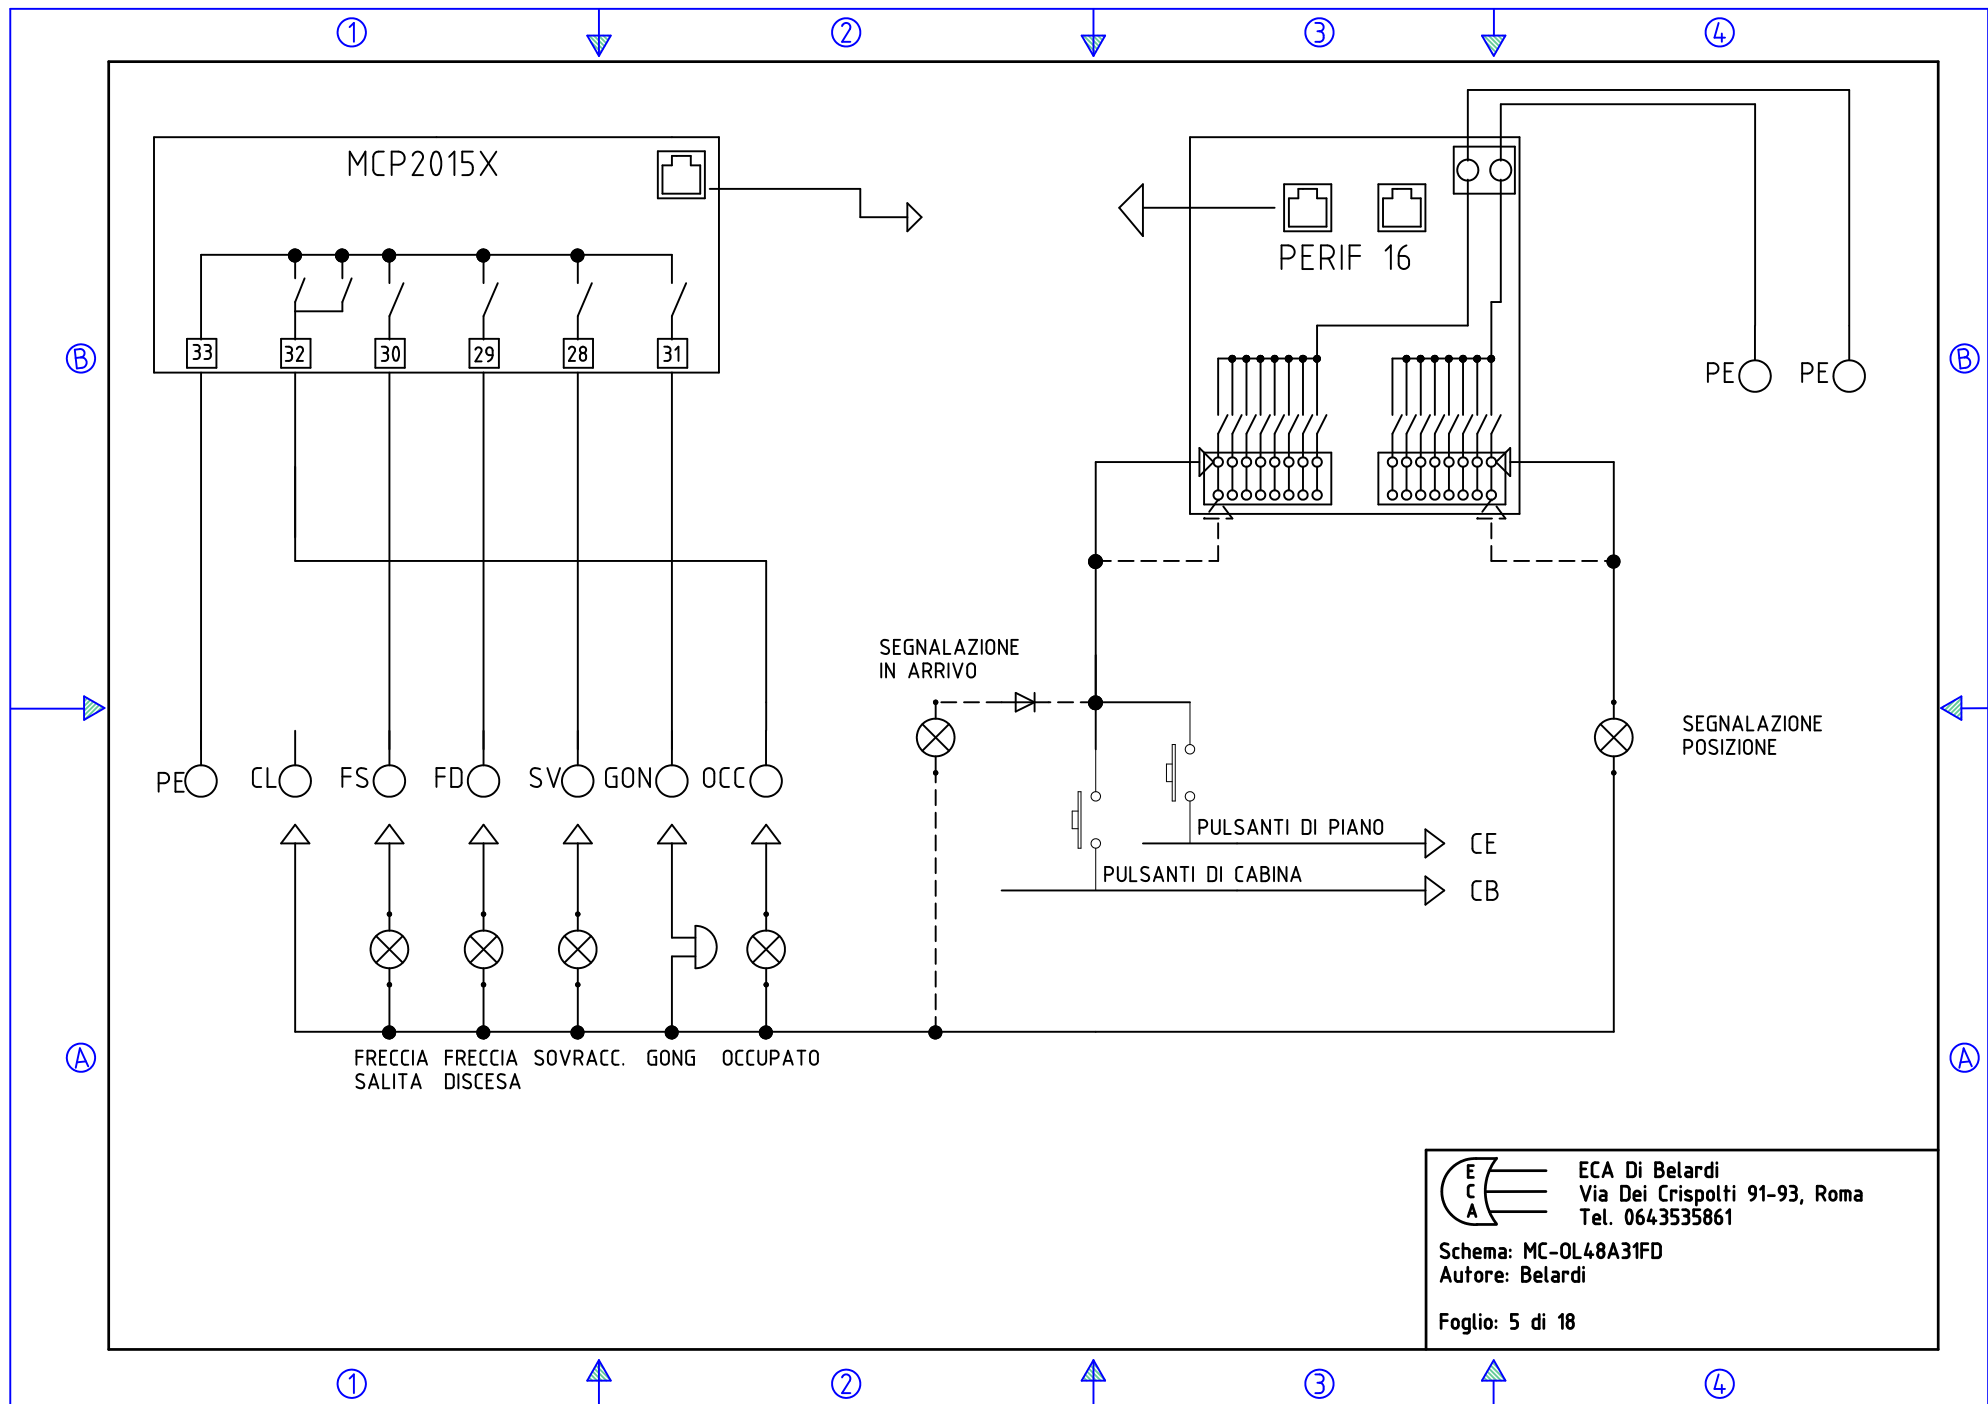 1 2 3 4
MCP2015X
PERIF 16
33 32 30 29 28 31
B B
PE PE
SEGNALAZIONE
IN ARRIVO
SEGNALAZIONE
POSIZIONE
PE CL FS FD SV GON OCC
PULSANTI DI PIANO CE
PULSANTI DI CABINA CB
FRECCIA
SALITA
FRECCIA
DISCESA
SOVRACC.
GONG
OCCUPATO
A A
E
C
A
ECA Di Belardi
Via Dei Crispolti 91-93, Roma
Tel. 0643535861
Schema: MC-OL48A31FD
Autore: Belardi
Foglio: 5 di 18
1 2 3 4